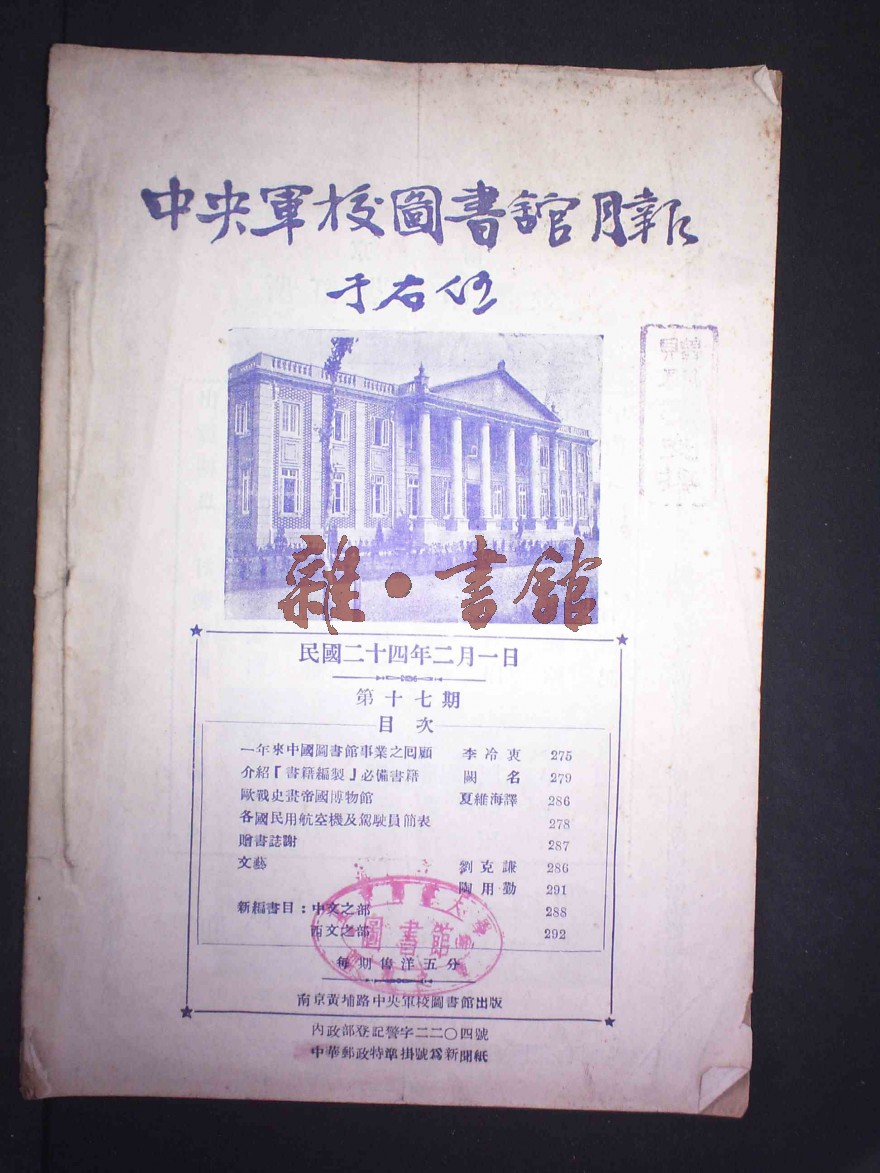 中央軍校圖書館月報
于右任
雜·書館
民國二十四年二月一日
第十七期
目次
一年來中國圖書館事業之回顧 李冷衷 275
介紹「書籍編製」必備書籍 闕名 279
歐戰史畫帝國博物館 夏維海譯 286
各國民用航空機及駕駛員簡表 278
贈書誌謝 287
文藝 劉克謙 286
陶用勤 291
新編書目：中文之部 288
西文之部 292
圖書館
每期售洋五分
南京黃埔路中央軍校圖書館出版
內政部登記警字二二〇四號
中華郵政特準掛號爲新聞紙